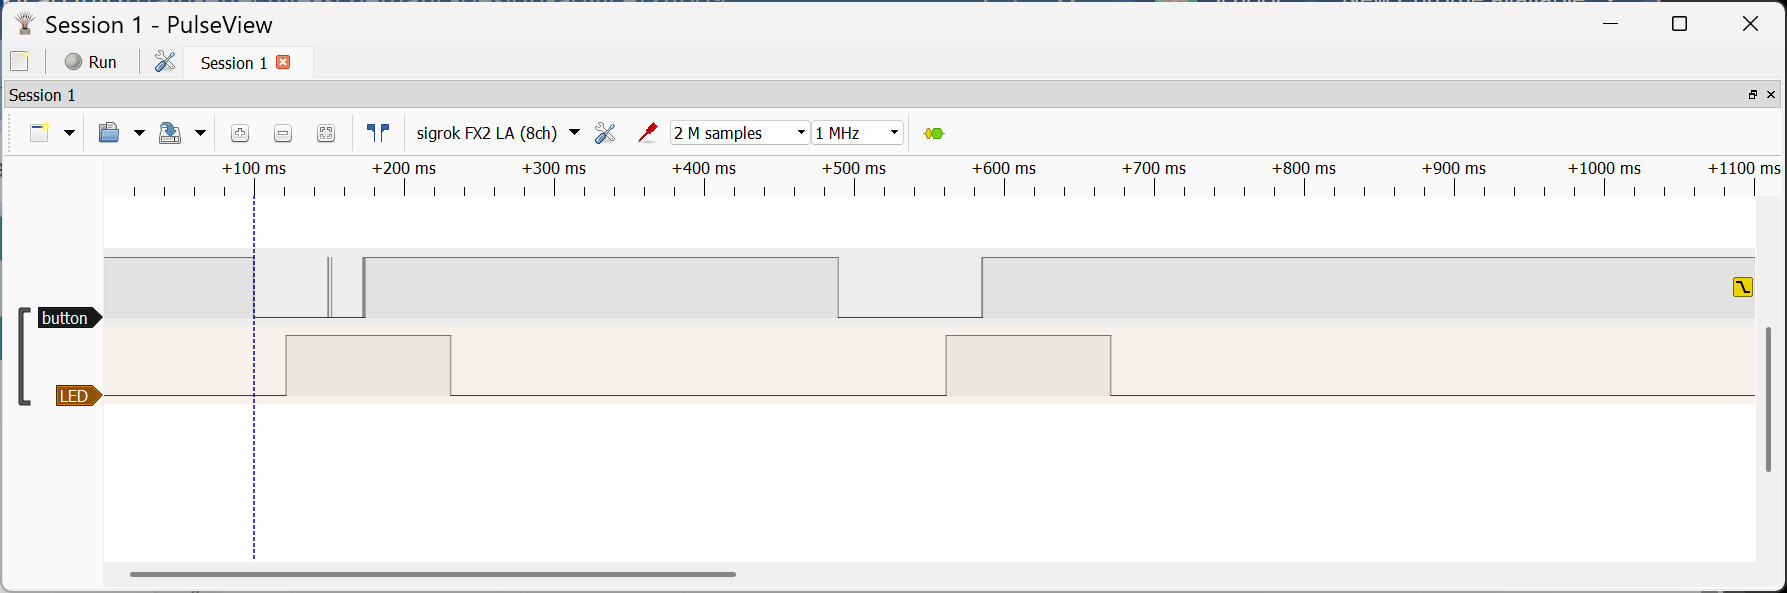 Session 1 - PulseView
Run
Session 1
Session 1
sigrok FX2 LA (8ch)
2 M samples
1 MHz
+100 ms +200 ms +300 ms +400 ms +500 ms +600 ms +700 ms +800 ms +900 ms +1000 ms +1100 ms
button
LED